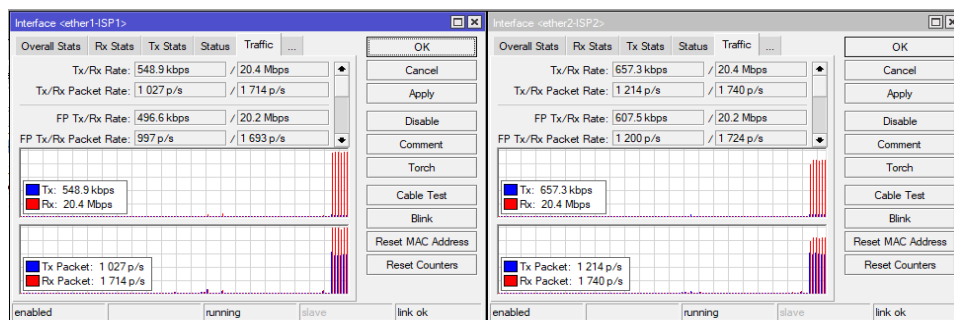 Interface <ether1-ISP1>
Overall Stats Rx Stats Tx Stats Status Traffic ...
Tx/Rx Rate: 548.9 kbps / 20.4 Mbps
Tx/Rx Packet Rate: 1 027 p/s / 1 714 p/s
FP Tx/Rx Rate: 496.6 kbps / 20.2 Mbps
FP Tx/Rx Packet Rate: 997 p/s / 1 693 p/s
Tx: 548.9 kbps
Rx: 20.4 Mbps
Tx Packet: 1 027 p/s
Rx Packet: 1 714 p/s
OK
Cancel
Apply
Disable
Comment
Torch
Cable Test
Blink
Reset MAC Address
Reset Counters
enabled running slave link ok
Interface <ether2-ISP2>
Overall Stats Rx Stats Tx Stats Status Traffic ...
Tx/Rx Rate: 657.3 kbps / 20.4 Mbps
Tx/Rx Packet Rate: 1 214 p/s / 1 740 p/s
FP Tx/Rx Rate: 607.5 kbps / 20.2 Mbps
FP Tx/Rx Packet Rate: 1 200 p/s / 1 724 p/s
Tx: 657.3 kbps
Rx: 20.4 Mbps
Tx Packet: 1 214 p/s
Rx Packet: 1 740 p/s
OK
Cancel
Apply
Disable
Comment
Torch
Cable Test
Blink
Reset MAC Address
Reset Counters
enabled running slave link ok